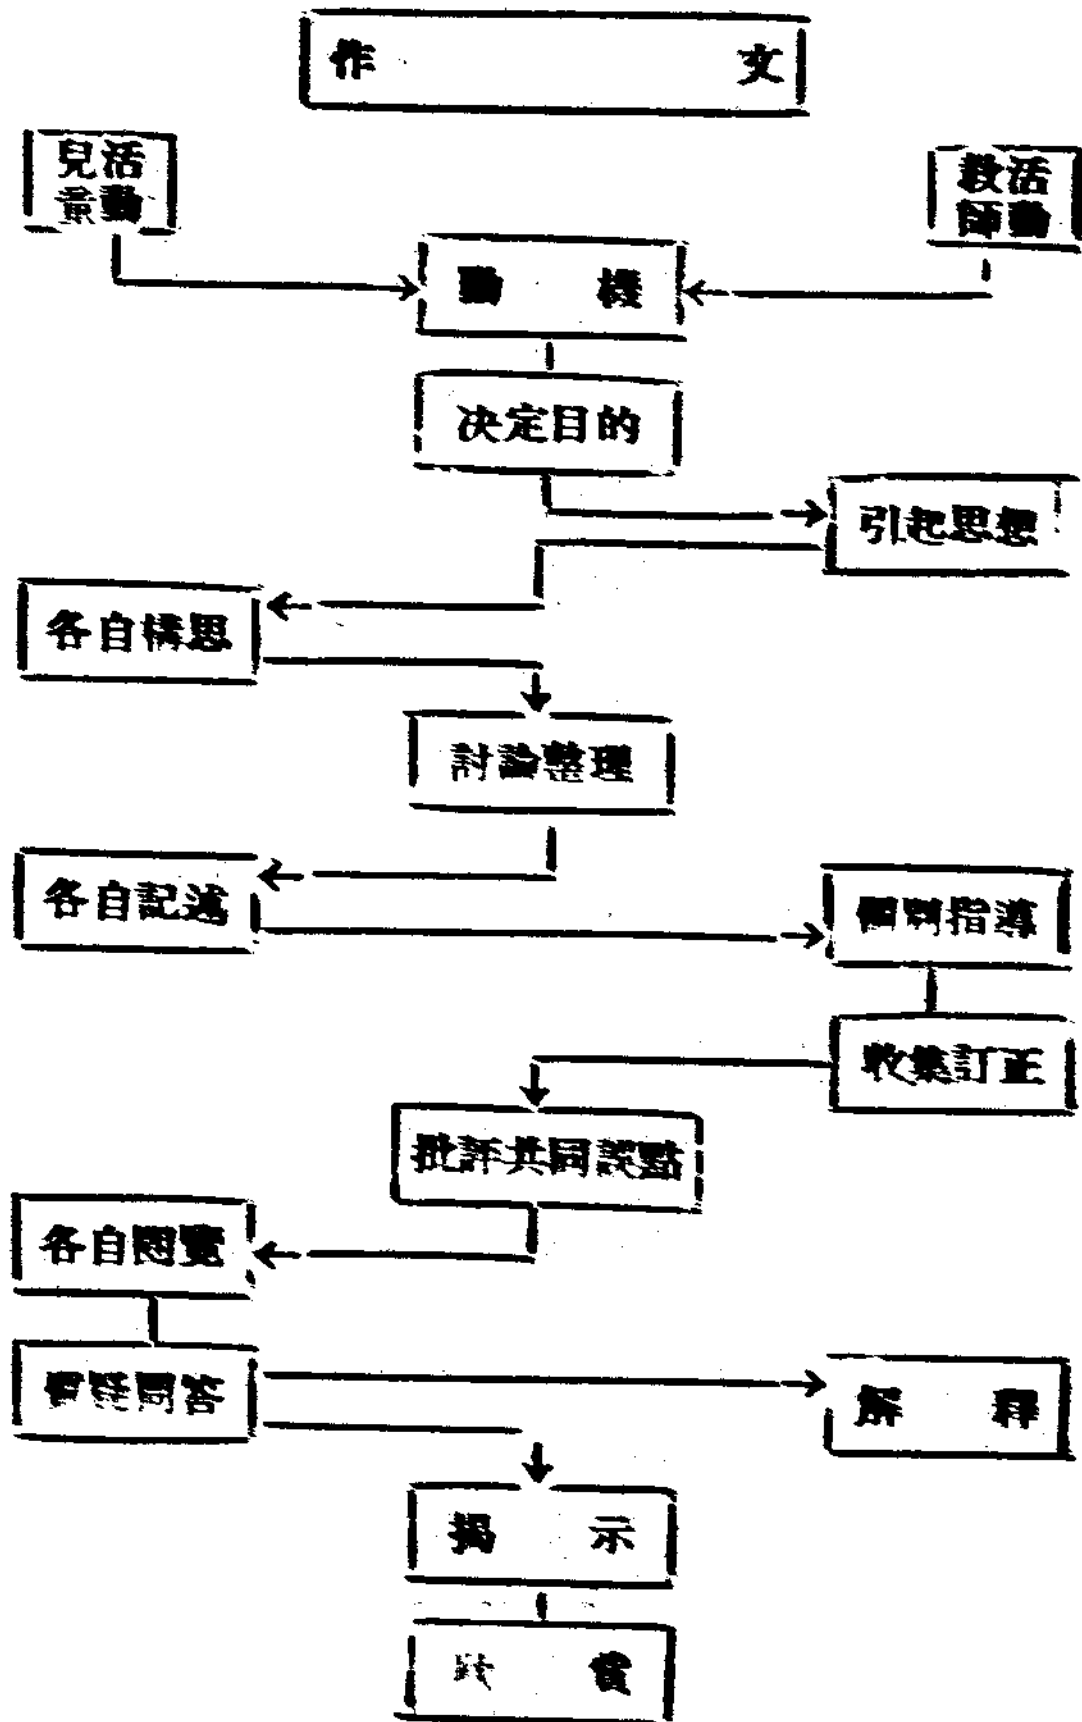 作文
兒活
童動
教活
師動
動機
决定目的
引起思想
各自構思
討論整理
各自記述
個別指導
收集訂正
批評共同誤點
各自閱覽
質疑問答
解釋
揭示
賞